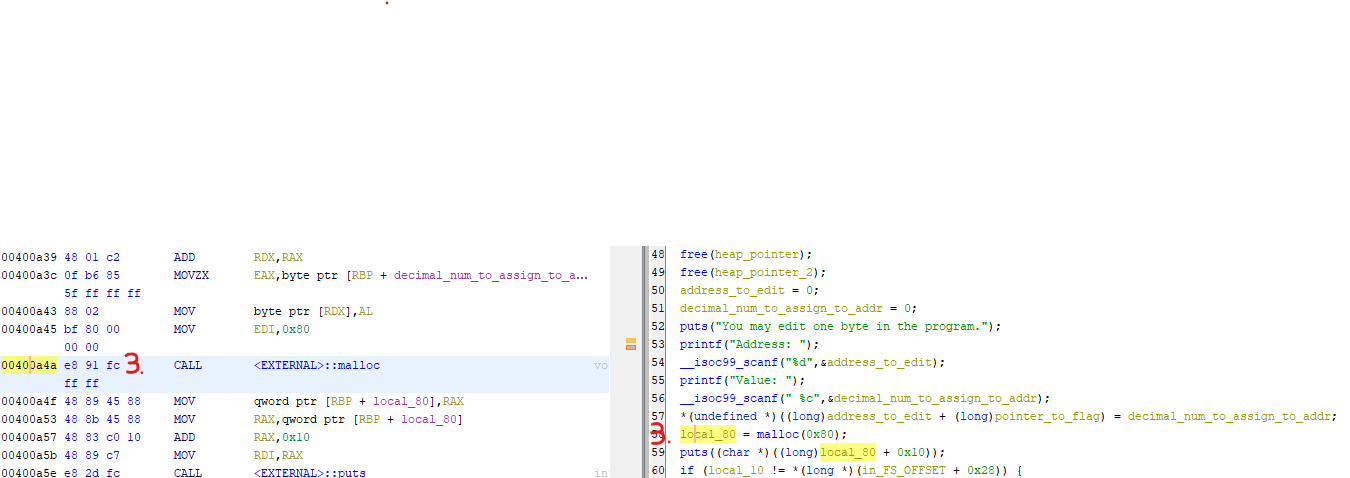 00400a39 48 01 c2 ADD RDX,RAX
00400a3c 0f b6 85 MOVZX EAX,byte ptr [RBP + decimal_num_to_assign_to_a...
5f ff ff ff
00400a43 88 02 MOV byte ptr [RDX],AL
00400a45 bf 80 00 MOV EDI,0x80
00 00
00400a4a e8 91 fc 3. CALL <EXTERNAL>::malloc vo
ff ff
00400a4f 48 89 45 88 MOV qword ptr [RBP + local_80],RAX
00400a53 48 8b 45 88 MOV RAX,qword ptr [RBP + local_80]
00400a57 48 83 c0 10 ADD RAX,0x10
00400a5b 48 89 c7 MOV RDI,RAX
00400a5e e8 2d fc CALL <EXTERNAL>::puts in
48 free(heap_pointer);
49 free(heap_pointer_2);
50 address_to_edit = 0;
51 decimal_num_to_assign_to_addr = 0;
52 puts("You may edit one byte in the program.");
53 printf("Address: ");
54 __isoc99_scanf("%d",&address_to_edit);
55 printf("Value: ");
56 __isoc99_scanf(" %c",&decimal_num_to_assign_to_addr);
57 *(undefined *)((long)address_to_edit + (long)pointer_to_flag) = decimal_num_to_assign_to_addr;
3. local_80 = malloc(0x80);
59 puts((char *)((long)local_80 + 0x10));
60 if (local_10 != *(long *)(in_FS_OFFSET + 0x28)) {